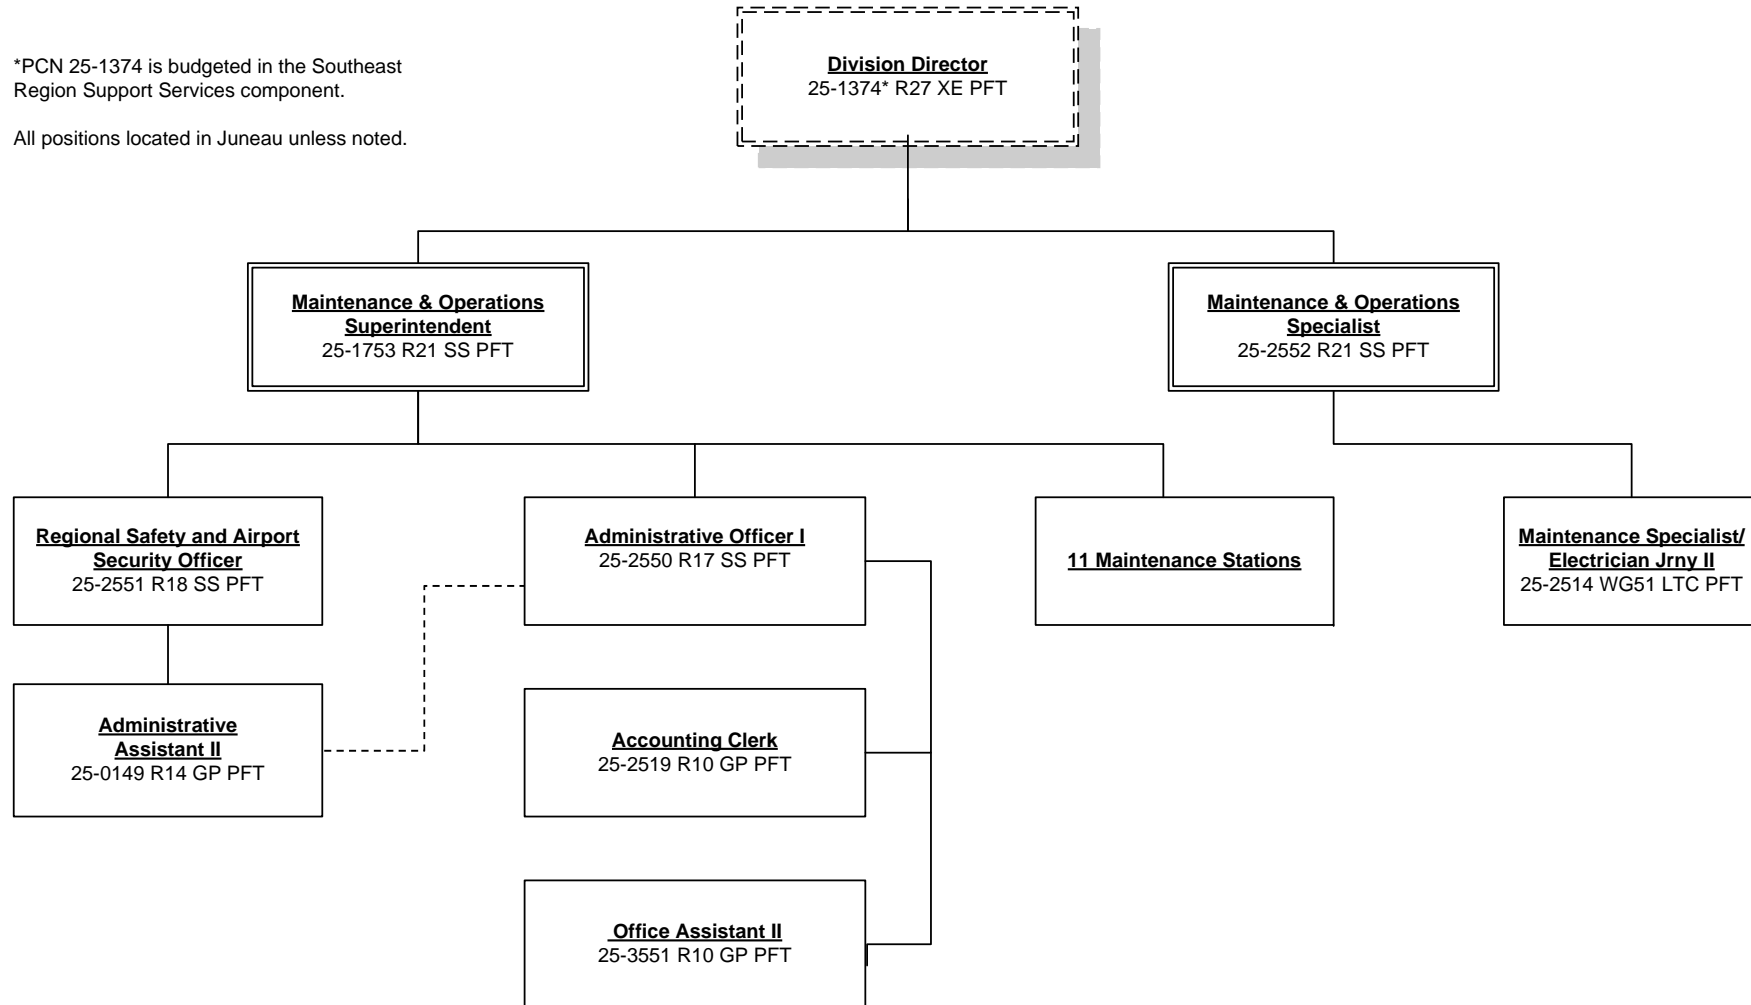 *PCN 25-1374 is budgeted in the Southeast
Region Support Services component.
All positions located in Juneau unless noted.
Division Director
25-1374* R27 XE PFT
Maintenance & Operations
Superintendent
25-1753 R21 SS PFT
Maintenance & Operations
Specialist
25-2552 R21 SS PFT
Regional Safety and Airport
Security Officer
25-2551 R18 SS PFT
Administrative Officer I
25-2550 R17 SS PFT
11 Maintenance Stations
Maintenance Specialist/
Electrician Jrny II
25-2514 WG51 LTC PFT
Administrative
Assistant II
25-0149 R14 GP PFT
Accounting Clerk
25-2519 R10 GP PFT
Office Assistant II
25-3551 R10 GP PFT